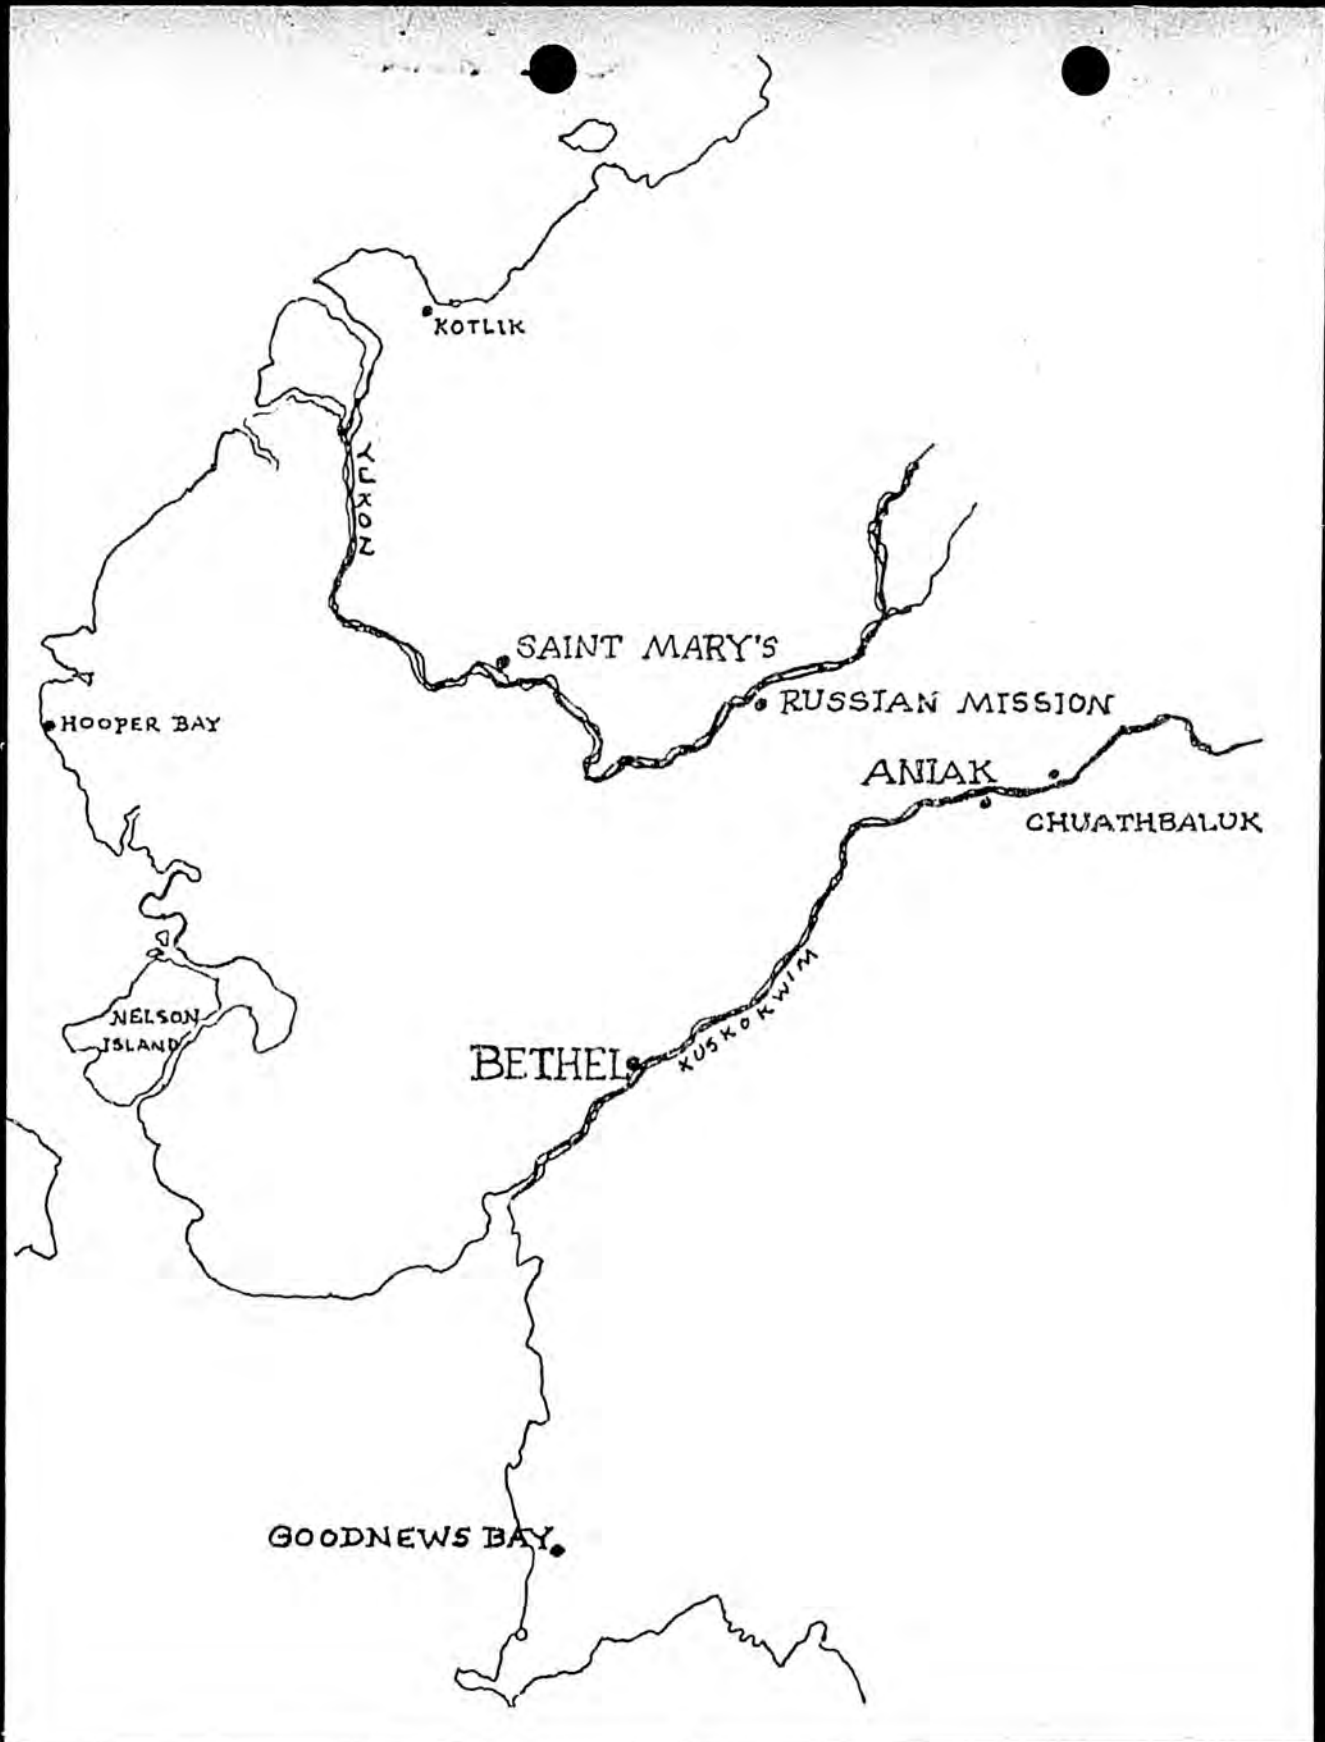 KOTLIK
YUKON
SAINT MARY'S
RUSSIAN MISSION
HOOPER BAY
ANIAK
CHUATHBALUK
NELSON
ISLAND
KUSKOKWIM
BETHEL
GOODNEWS BAY